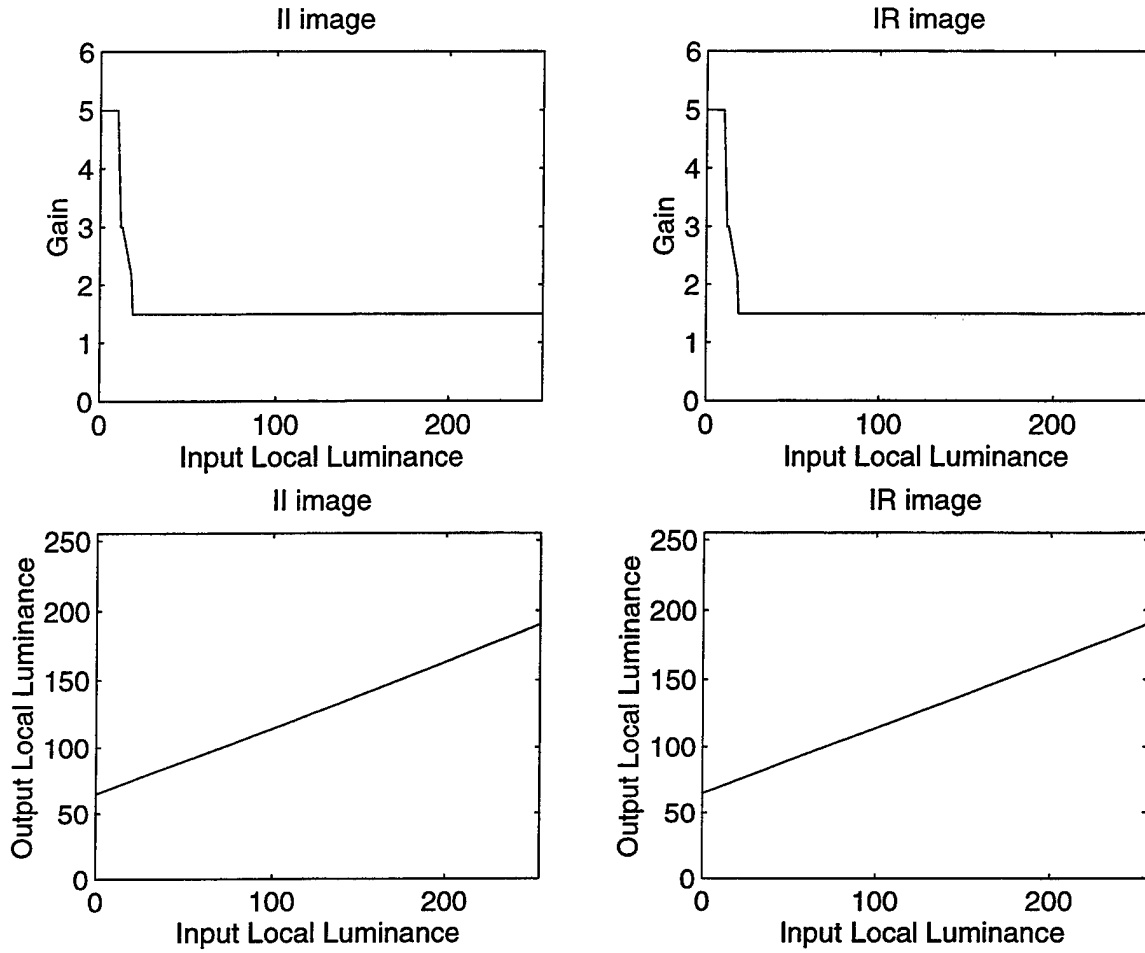 II image
6
5
4
3
2
1
0
Gain
0 100 200
Input Local Luminance
IR image
6
5
4
3
2
1
0
Gain
0 100 200
Input Local Luminance
II image
250
200
150
100
50
0
Output Local Luminance
0 100 200
Input Local Luminance
IR image
250
200
150
100
50
0
Output Local Luminance
0 100 200
Input Local Luminance